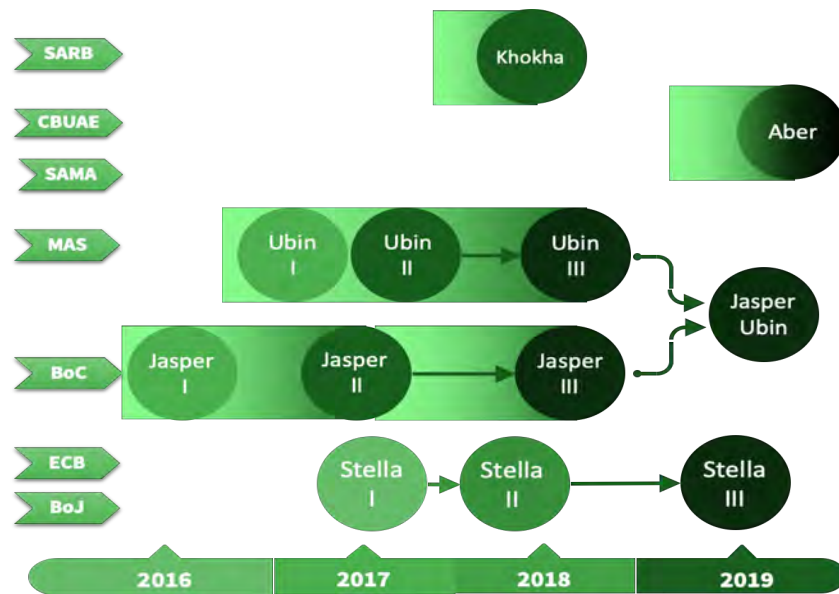 SARB
Khokha
CBUAE
Aber
SAMA
MAS
Ubin
I
Ubin
II
Ubin
III
Jasper
Ubin
BoC
Jasper
I
Jasper
II
Jasper
III
ECB
BoJ
Stella
I
Stella
II
Stella
III
2016
2017
2018
2019